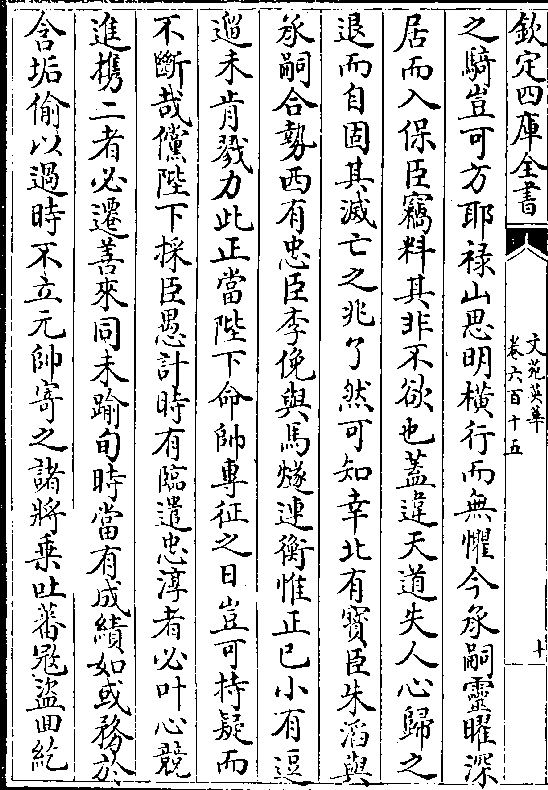 欽定四庫全書
文苑英華
卷六百十五
十
之騎豈可方耶禄山思明橫行而無懼今承嗣靈曜深
居而入保臣竊料其非不欲也蓋違天道失人心歸之
退而自固其滅亡之兆了然可知幸北有寳臣朱滔與
承嗣合勢西有忠臣李俛與馬燧連衡惟正已小有逗
遛未肯戮力此正當陛下命帥專征之日豈可持疑而
不斷哉儻陛下採臣愚計時有臨遣忠淳者必叶心競
進㩦二者必遷善來同未踰旬時當有成績如或務於
含垢偷以過時不立元帥寄之諸將乗吐蕃冦盜囬紇